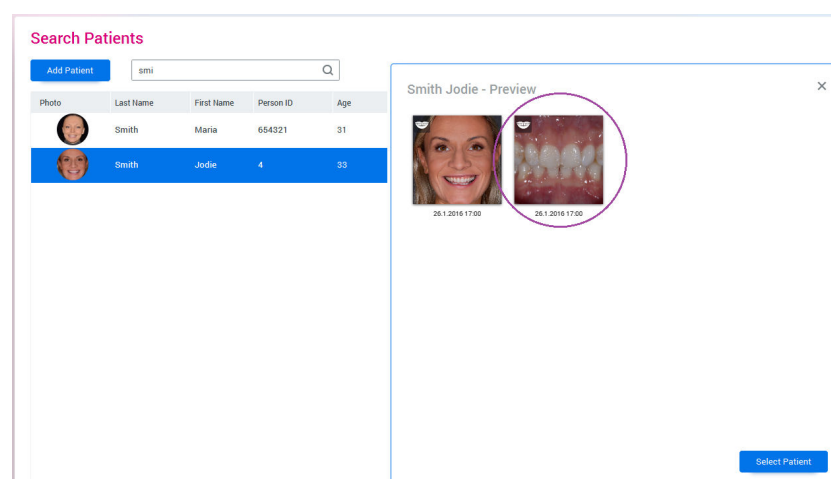 Search Patients
Add Patient
smi
Photo Last Name First Name Person ID Age
Smith Maria 654321 31
Smith Jodie 4 33
Smith Jodie - Preview
26.1.2016 17:00 26.1.2016 17:00
Select Patient